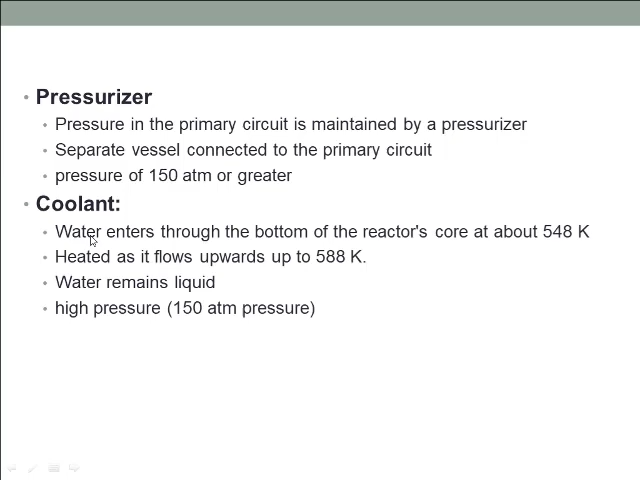 Pressurizer
Pressure in the primary circuit is maintained by a pressurizer
Separate vessel connected to the primary circuit
pressure of 150 atm or greater
Coolant:
Water enters through the bottom of the reactor's core at about 548 K
Heated as it flows upwards up to 588 K.
Water remains liquid
high pressure (150 atm pressure)